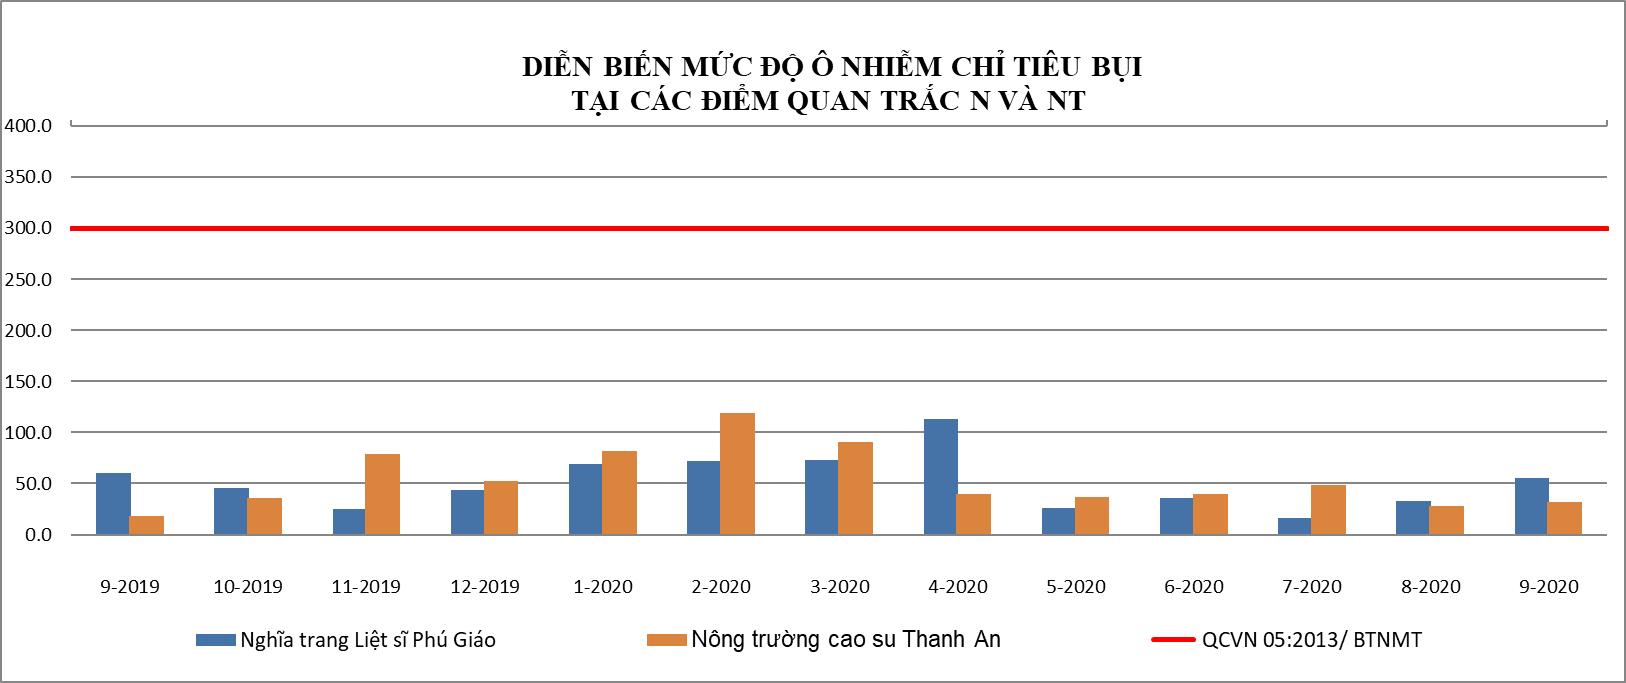 DIỄN BIẾN MỨC ĐỘ Ô NHIỄM CHỈ TIÊU BỤI
TẠI CÁC ĐIỂM QUAN TRẮC N VÀ NT
400.0
350.0
300.0
250.0
200.0
150.0
100.0
50.0
0.0
9-2019 10-2019 11-2019 12-2019 1-2020 2-2020 3-2020 4-2020 5-2020 6-2020 7-2020 8-2020 9-2020
Nghĩa trang Liệt sĩ Phú Giáo Nông trường cao su Thanh An QCVN 05:2013/ BTNMT